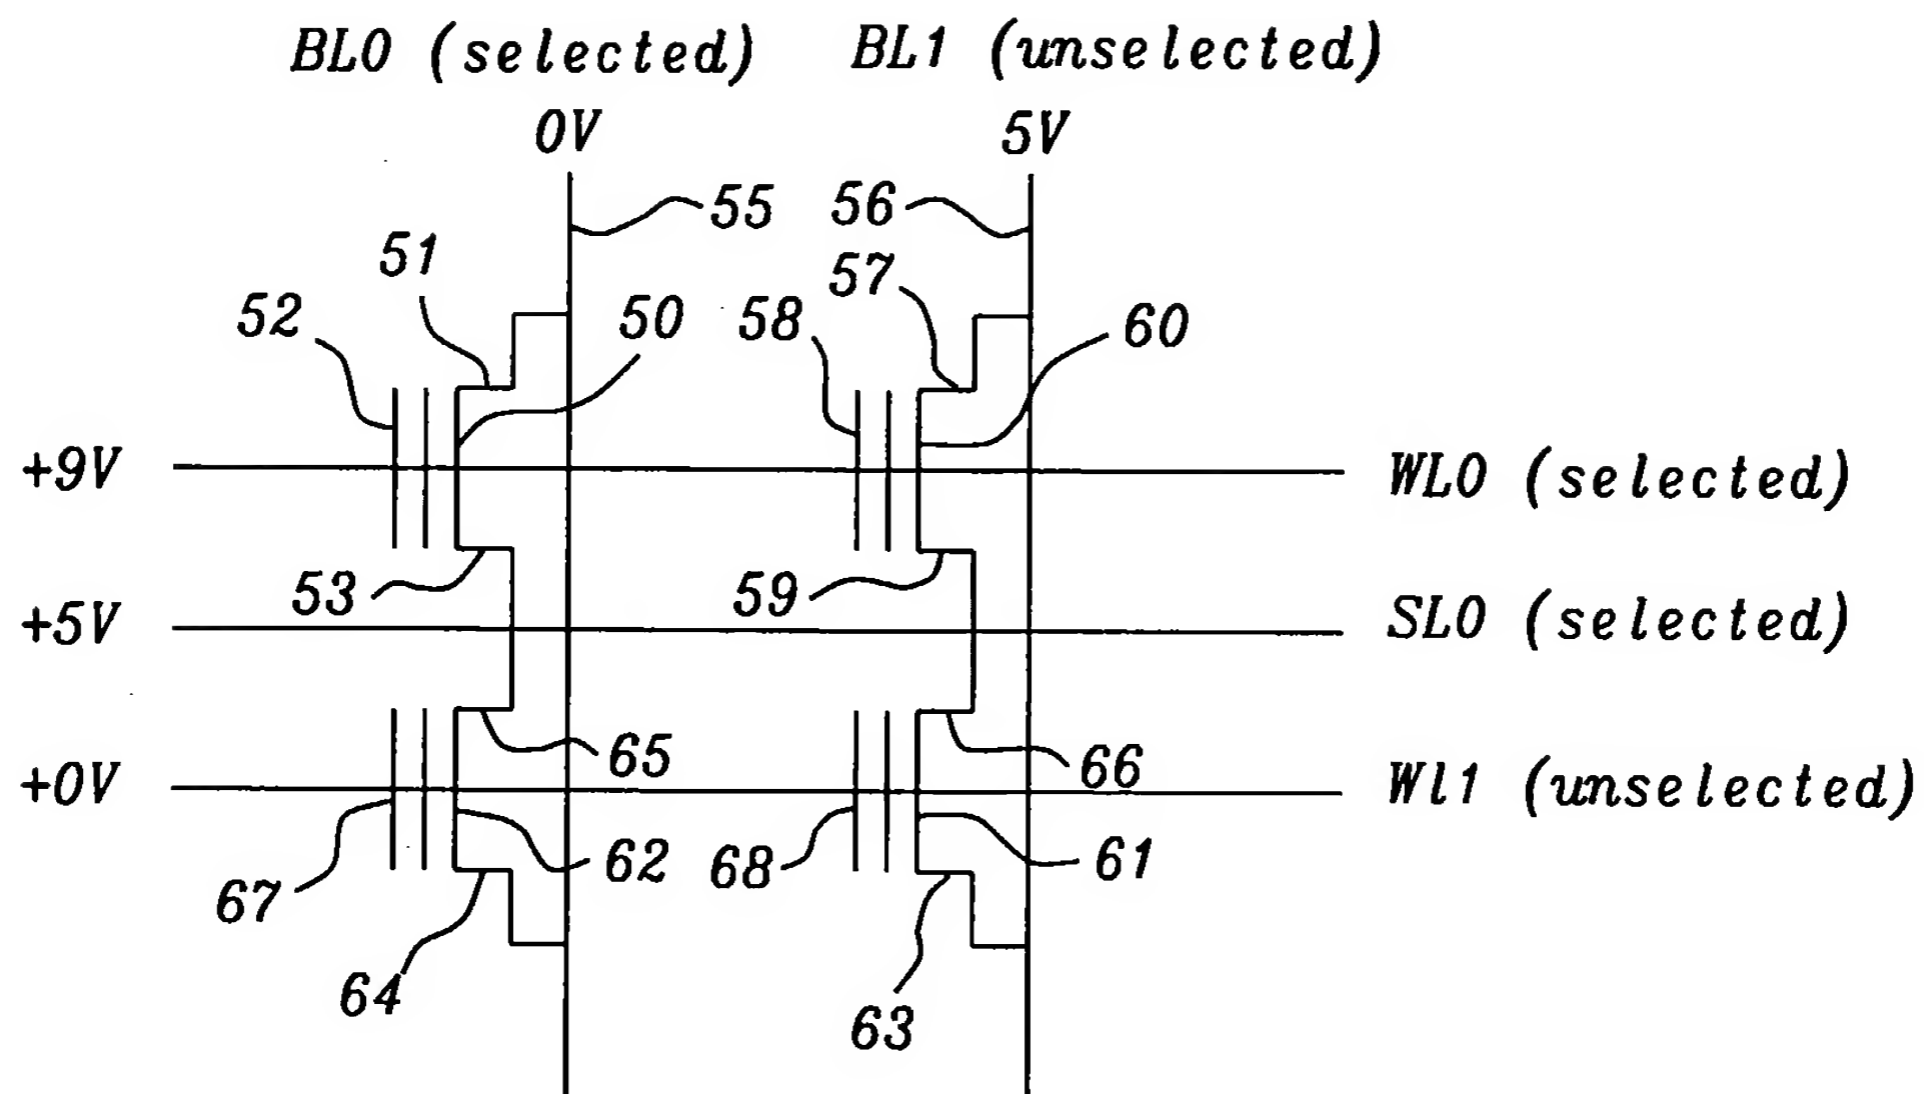 BL0 (selected) BL1 (unselected)
0V 5V
55 56
51 57
52 50 58 60
+9V WL0 (selected)
53 59
+5V SL0 (selected)
65 66
+0V Wl1 (unselected)
67 62 68 61
64 63